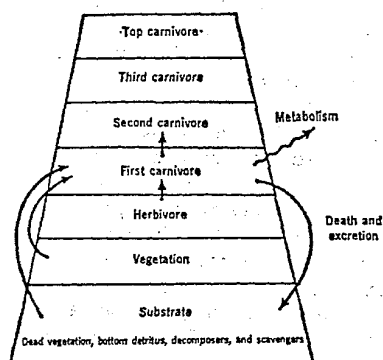 Top carnivore
Third carnivore
Second carnivore
Metabolism
First carnivore
Herbivore
Death and
excretion
Vegetation
Substrate
Dead vegetation, bottom detritus, decomposers, and scavengers